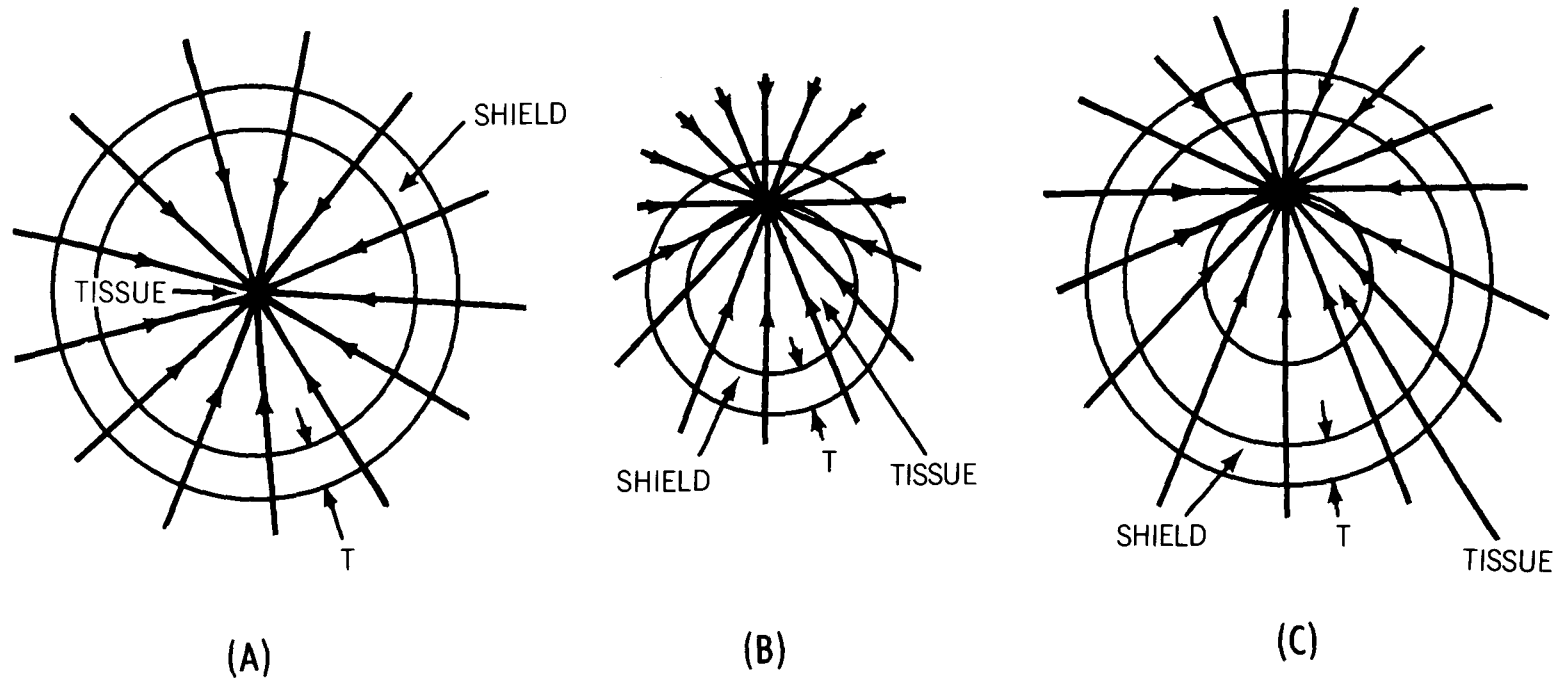 SHIELD
TISSUE
T
(A)
SHIELD
T
TISSUE
(B)
SHIELD
T
TISSUE
(C)